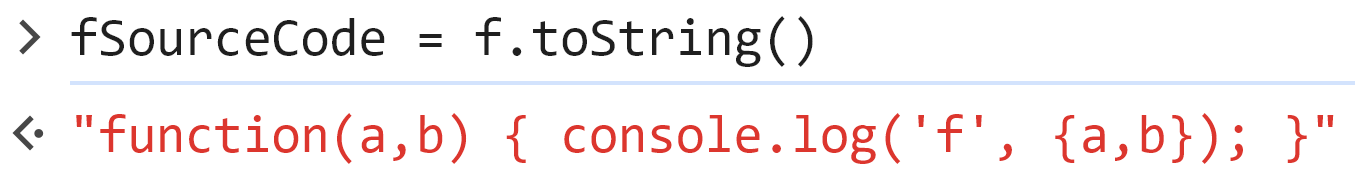 > fSourceCode = f.toString()
"function(a,b) { console.log('f', {a,b}); }"